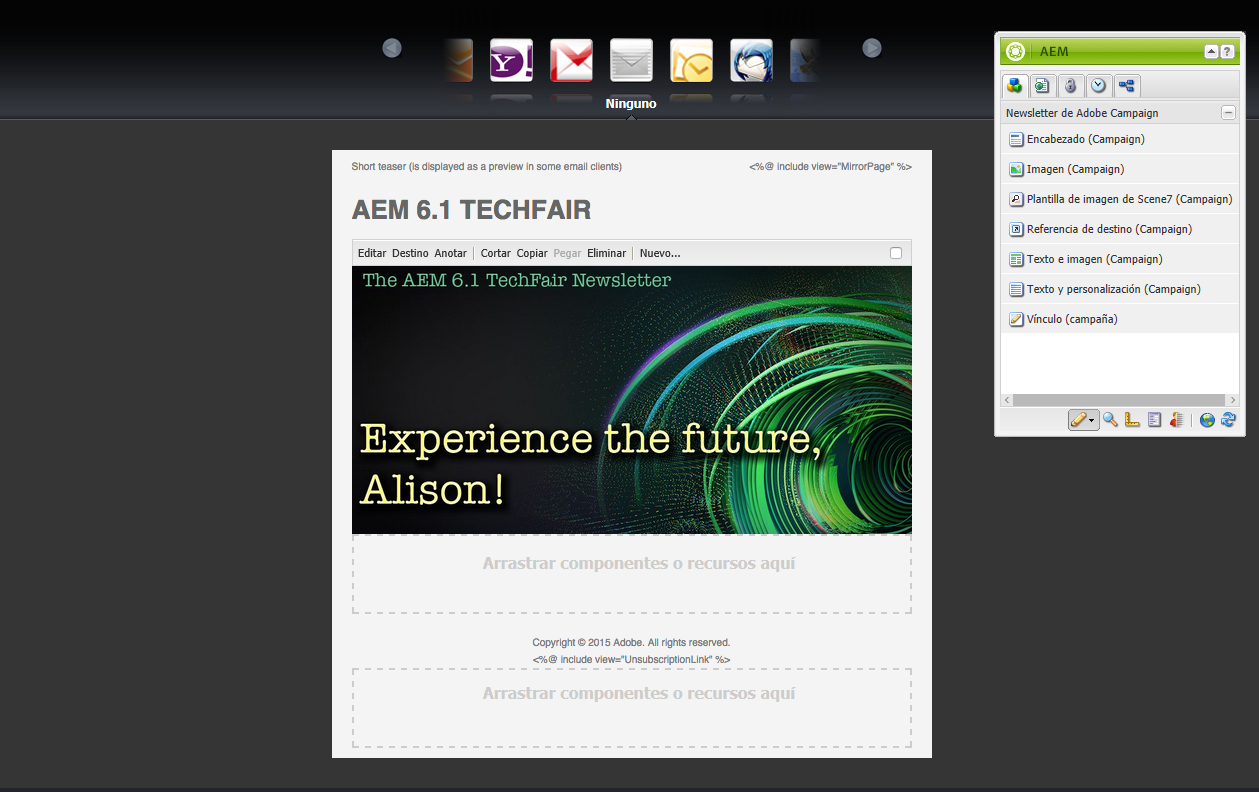 Ninguno
AEM
?
Newsletter de Adobe Campaign
Encabezado (Campaign)
Imagen (Campaign)
Plantilla de imagen de Scene7 (Campaign)
Referencia de destino (Campaign)
Texto e imagen (Campaign)
Texto y personalización (Campaign)
Vínculo (campaña)
Short teaser (is displayed as a preview in some email clients)
<%@ include view="MirrorPage" %>
AEM 6.1 TECHFAIR
Editar Destino Anotar Cortar Copiar Pegar Eliminar Nuevo...
The AEM 6.1 TechFair Newsletter
Experience the future,
Alison!
Arrastrar componentes o recursos aquí
Copyright © 2015 Adobe. All rights reserved.
<%@ include view="UnsubscriptionLink" %>
Arrastrar componentes o recursos aquí